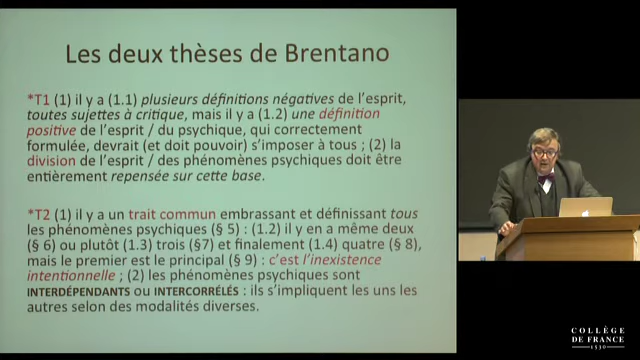 Les deux thèses de Brentano
*T1 (1) il y a (1.1) plusieurs définitions négatives de l'esprit,
toutes sujettes à critique, mais il y a (1.2) une définition
positive de l'esprit / du psychique, qui correctement
formulée, devrait (et doit pouvoir) s'imposer à tous ; (2) la
division de l'esprit / des phénomènes psychiques doit être
entièrement repensée sur cette base.
*T2 (1) il y a un trait commun embrassant et définissant tous
les phénomènes psychiques (§ 5) : (1.2) il y en a même deux
(§ 6) ou plutôt (1.3) trois (§7) et finalement (1.4) quatre (§ 8),
mais le premier est le principal (§ 9) : c'est l'inexistence
intentionnelle ; (2) les phénomènes psychiques sont
INTERDÉPENDANTS ou INTERCORRÉLÉS : ils s'impliquent les uns les
autres selon des modalités diverses.
COLLÈGE
DE FRANCE
1530